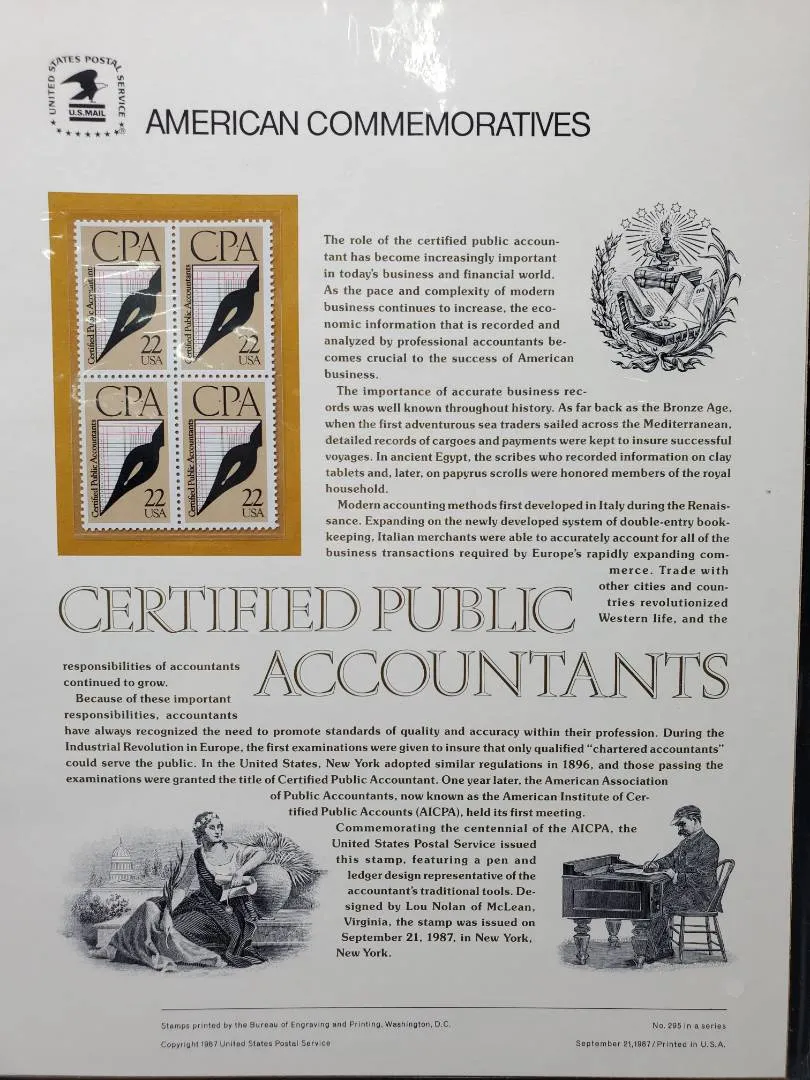 UNITED STATES POSTAL SERVICE
U.S.MAIL
®
AMERICAN COMMEMORATIVES
CPA
Certified Public Accountants
22
USA
CPA
Certified Public Accountants
22
USA
CPA
Certified Public Accountants
22
USA
CPA
Certified Public Accountants
22
USA
The role of the certified public accoun-
tant has become increasingly important
in today's business and financial world.
As the pace and complexity of modern
business continues to increase, the eco-
nomic information that is recorded and
analyzed by professional accountants be-
comes crucial to the success of American
business.
The importance of accurate business rec-
ords was well known throughout history. As far back as the Bronze Age,
when the first adventurous sea traders sailed across the Mediterranean,
detailed records of cargoes and payments were kept to insure successful
voyages. In ancient Egypt, the scribes who recorded information on clay
tablets and, later, on papyrus scrolls were honored members of the royal
household.
Modern accounting methods first developed in Italy during the Renais-
sance. Expanding on the newly developed system of double-entry book-
keeping, Italian merchants were able to accurately account for all of the
business transactions required by Europe's rapidly expanding com-
merce. Trade with
other cities and coun-
tries revolutionized
Western life, and the
CERTIFIED PUBLIC
ACCOUNTANTS
responsibilities of accountants
continued to grow.
Because of these important
responsibilities, accountants
have always recognized the need to promote standards of quality and accuracy within their profession. During the
Industrial Revolution in Europe, the first examinations were given to insure that only qualified "chartered accountants"
could serve the public. In the United States, New York adopted similar regulations in 1896, and those passing the
examinations were granted the title of Certified Public Accountant. One year later, the American Association
of Public Accountants, now known as the American Institute of Cer-
tified Public Accounts (AICPA), held its first meeting.
Commemorating the centennial of the AICPA, the
United States Postal Service issued
this stamp, featuring a pen and
ledger design representative of the
accountant's traditional tools. De-
signed by Lou Nolan of McLean,
Virginia, the stamp was issued on
September 21, 1987, in New York,
New York.
Stamps printed by the Bureau of Engraving and Printing, Washington, D.C.
No. 295 in a series
Copyright 1987 United States Postal Service
September 21,1987/Printed in U.S.A.